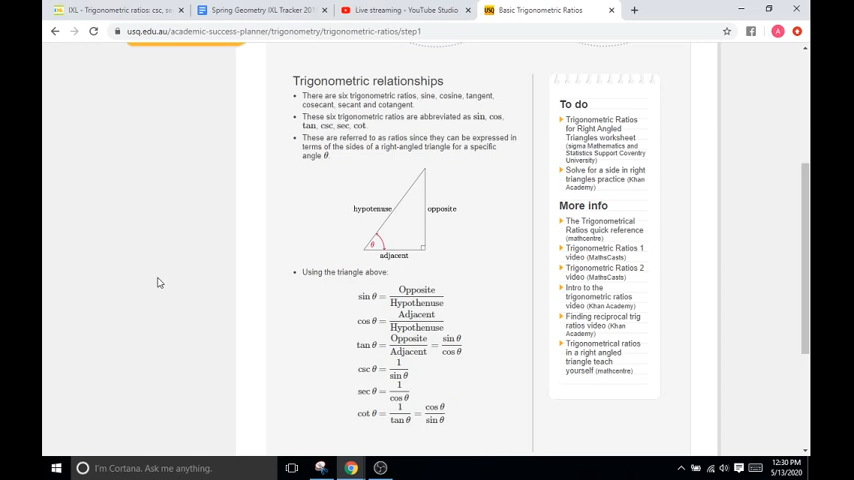 IXL - Trigonometric ratios: csc, sec
Spring Geometry IXL Tracker 201
Live streaming - YouTube Studio
USQ Basic Trigonometric Ratios
usq.edu.au/academic-success-planner/trigonometry/trigonometric-ratios/step1
A
Trigonometric relationships
• There are six trigonometric ratios, sine, cosine, tangent,
cosecant, secant and cotangent.
• These six trigonometric ratios are abbreviated as sin, cos,
tan, csc, sec, cot.
• These are referred to as ratios since they can be expressed in
terms of the sides of a right-angled triangle for a specific
angle θ.
hypotenuse
opposite
θ
adjacent
• Using the triangle above:
sin θ = Opposite / Hypothenuse
cos θ = Adjacent / Hypothenuse
tan θ = Opposite / Adjacent = sin θ / cos θ
csc θ = 1 / sin θ
sec θ = 1 / cos θ
cot θ = 1 / tan θ = cos θ / sin θ
To do
Trigonometric Ratios
for Right Angled
Triangles worksheet
(sigma Mathematics and
Statistics Support Coventry
University)
Solve for a side in right
triangles practice (Khan
Academy)
More info
The Trigonometrical
Ratios quick reference
(mathcentre)
Trigonometric Ratios 1
video (MathsCasts)
Trigonometric Ratios 2
video (MathsCasts)
Intro to the
trigonometric ratios
video (Khan Academy)
Finding reciprocal trig
ratios video (Khan
Academy)
Trigonometrical ratios
in a right angled
triangle teach
yourself (mathcentre)
I'm Cortana. Ask me anything.
12:30 PM
5/13/2020